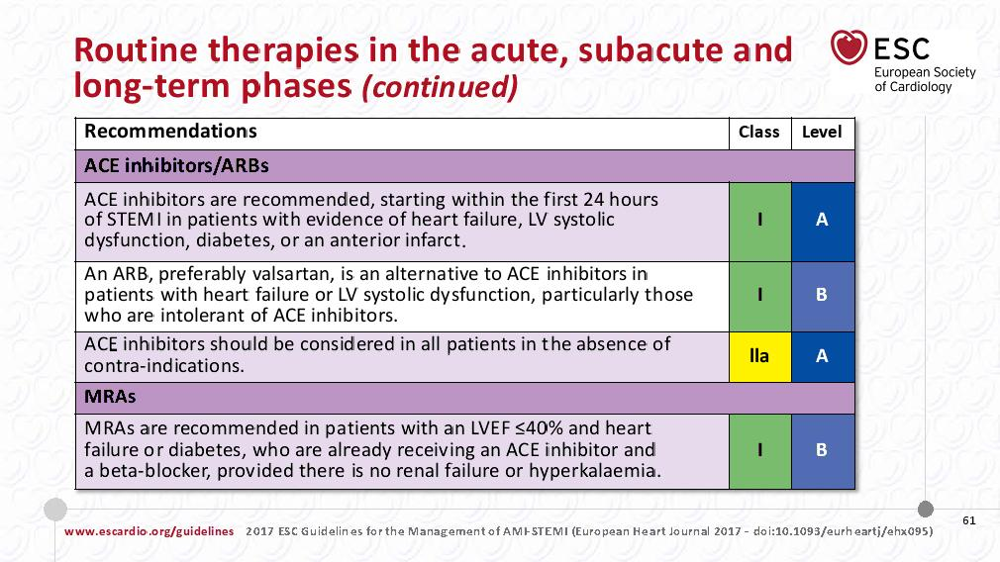 Routine therapies in the acute, subacute and
long-term phases (continued)
ESC
European Society
of Cardiology
Recommendations Class Level
ACE inhibitors/ARBs
ACE inhibitors are recommended, starting within the first 24 hours
of STEMI in patients with evidence of heart failure, LV systolic
dysfunction, diabetes, or an anterior infarct.
I A
An ARB, preferably valsartan, is an alternative to ACE inhibitors in
patients with heart failure or LV systolic dysfunction, particularly those
who are intolerant of ACE inhibitors.
I B
ACE inhibitors should be considered in all patients in the absence of
contra-indications.
IIa A
MRAs
MRAs are recommended in patients with an LVEF ≤40% and heart
failure or diabetes, who are already receiving an ACE inhibitor and
a beta-blocker, provided there is no renal failure or hyperkalaemia.
I B
www.escardio.org/guidelines 2017 ESC Guidelines for the Management of AMI-STEMI (European Heart Journal 2017 - doi:10.1093/eurheartj/ehx095)
61